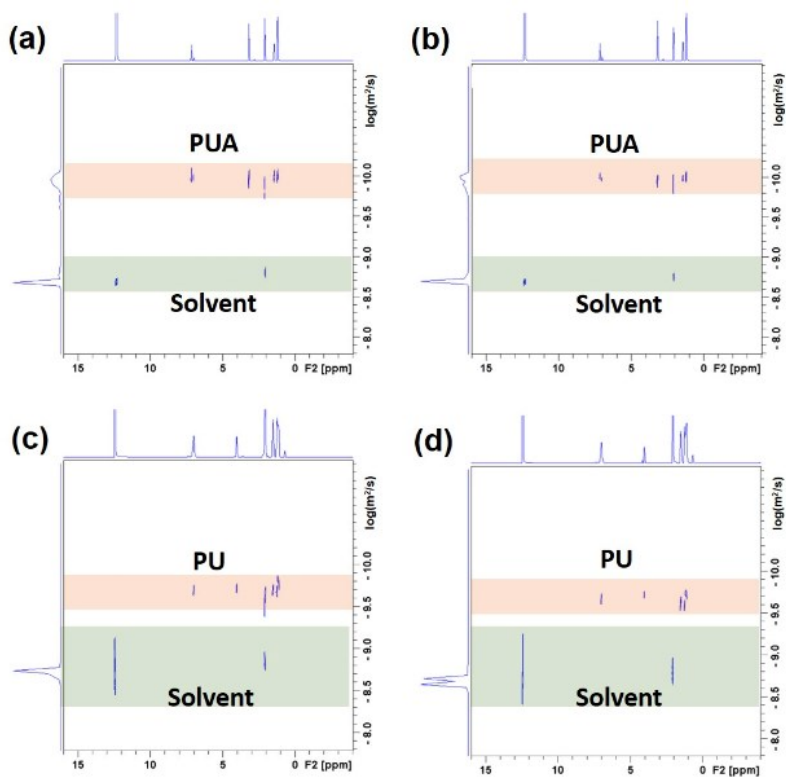 (a)
PUA
Solvent
log(m²/s)
- 10.0
- 9.5
- 9.0
- 8.5
- 8.0
15
10
5
0
F2 [ppm]
(b)
PUA
Solvent
log(m²/s)
- 10.0
- 9.5
- 9.0
- 8.5
- 8.0
15
10
5
0
F2 [ppm]
(c)
PU
Solvent
log(m²/s)
- 10.0
- 9.5
- 9.0
- 8.5
- 8.0
15
10
5
0
F2 [ppm]
(d)
PU
Solvent
log(m²/s)
- 10.0
- 9.5
- 9.0
- 8.5
- 8.0
15
10
5
0
F2 [ppm]